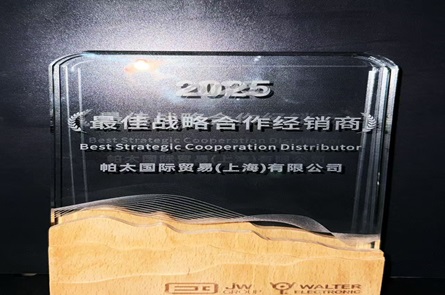 2025
最佳战略合作经销商
Best Strategic Cooperation Distributor
帕太国际贸易(上海)有限公司
JW GROUP WALTER ELECTRONIC